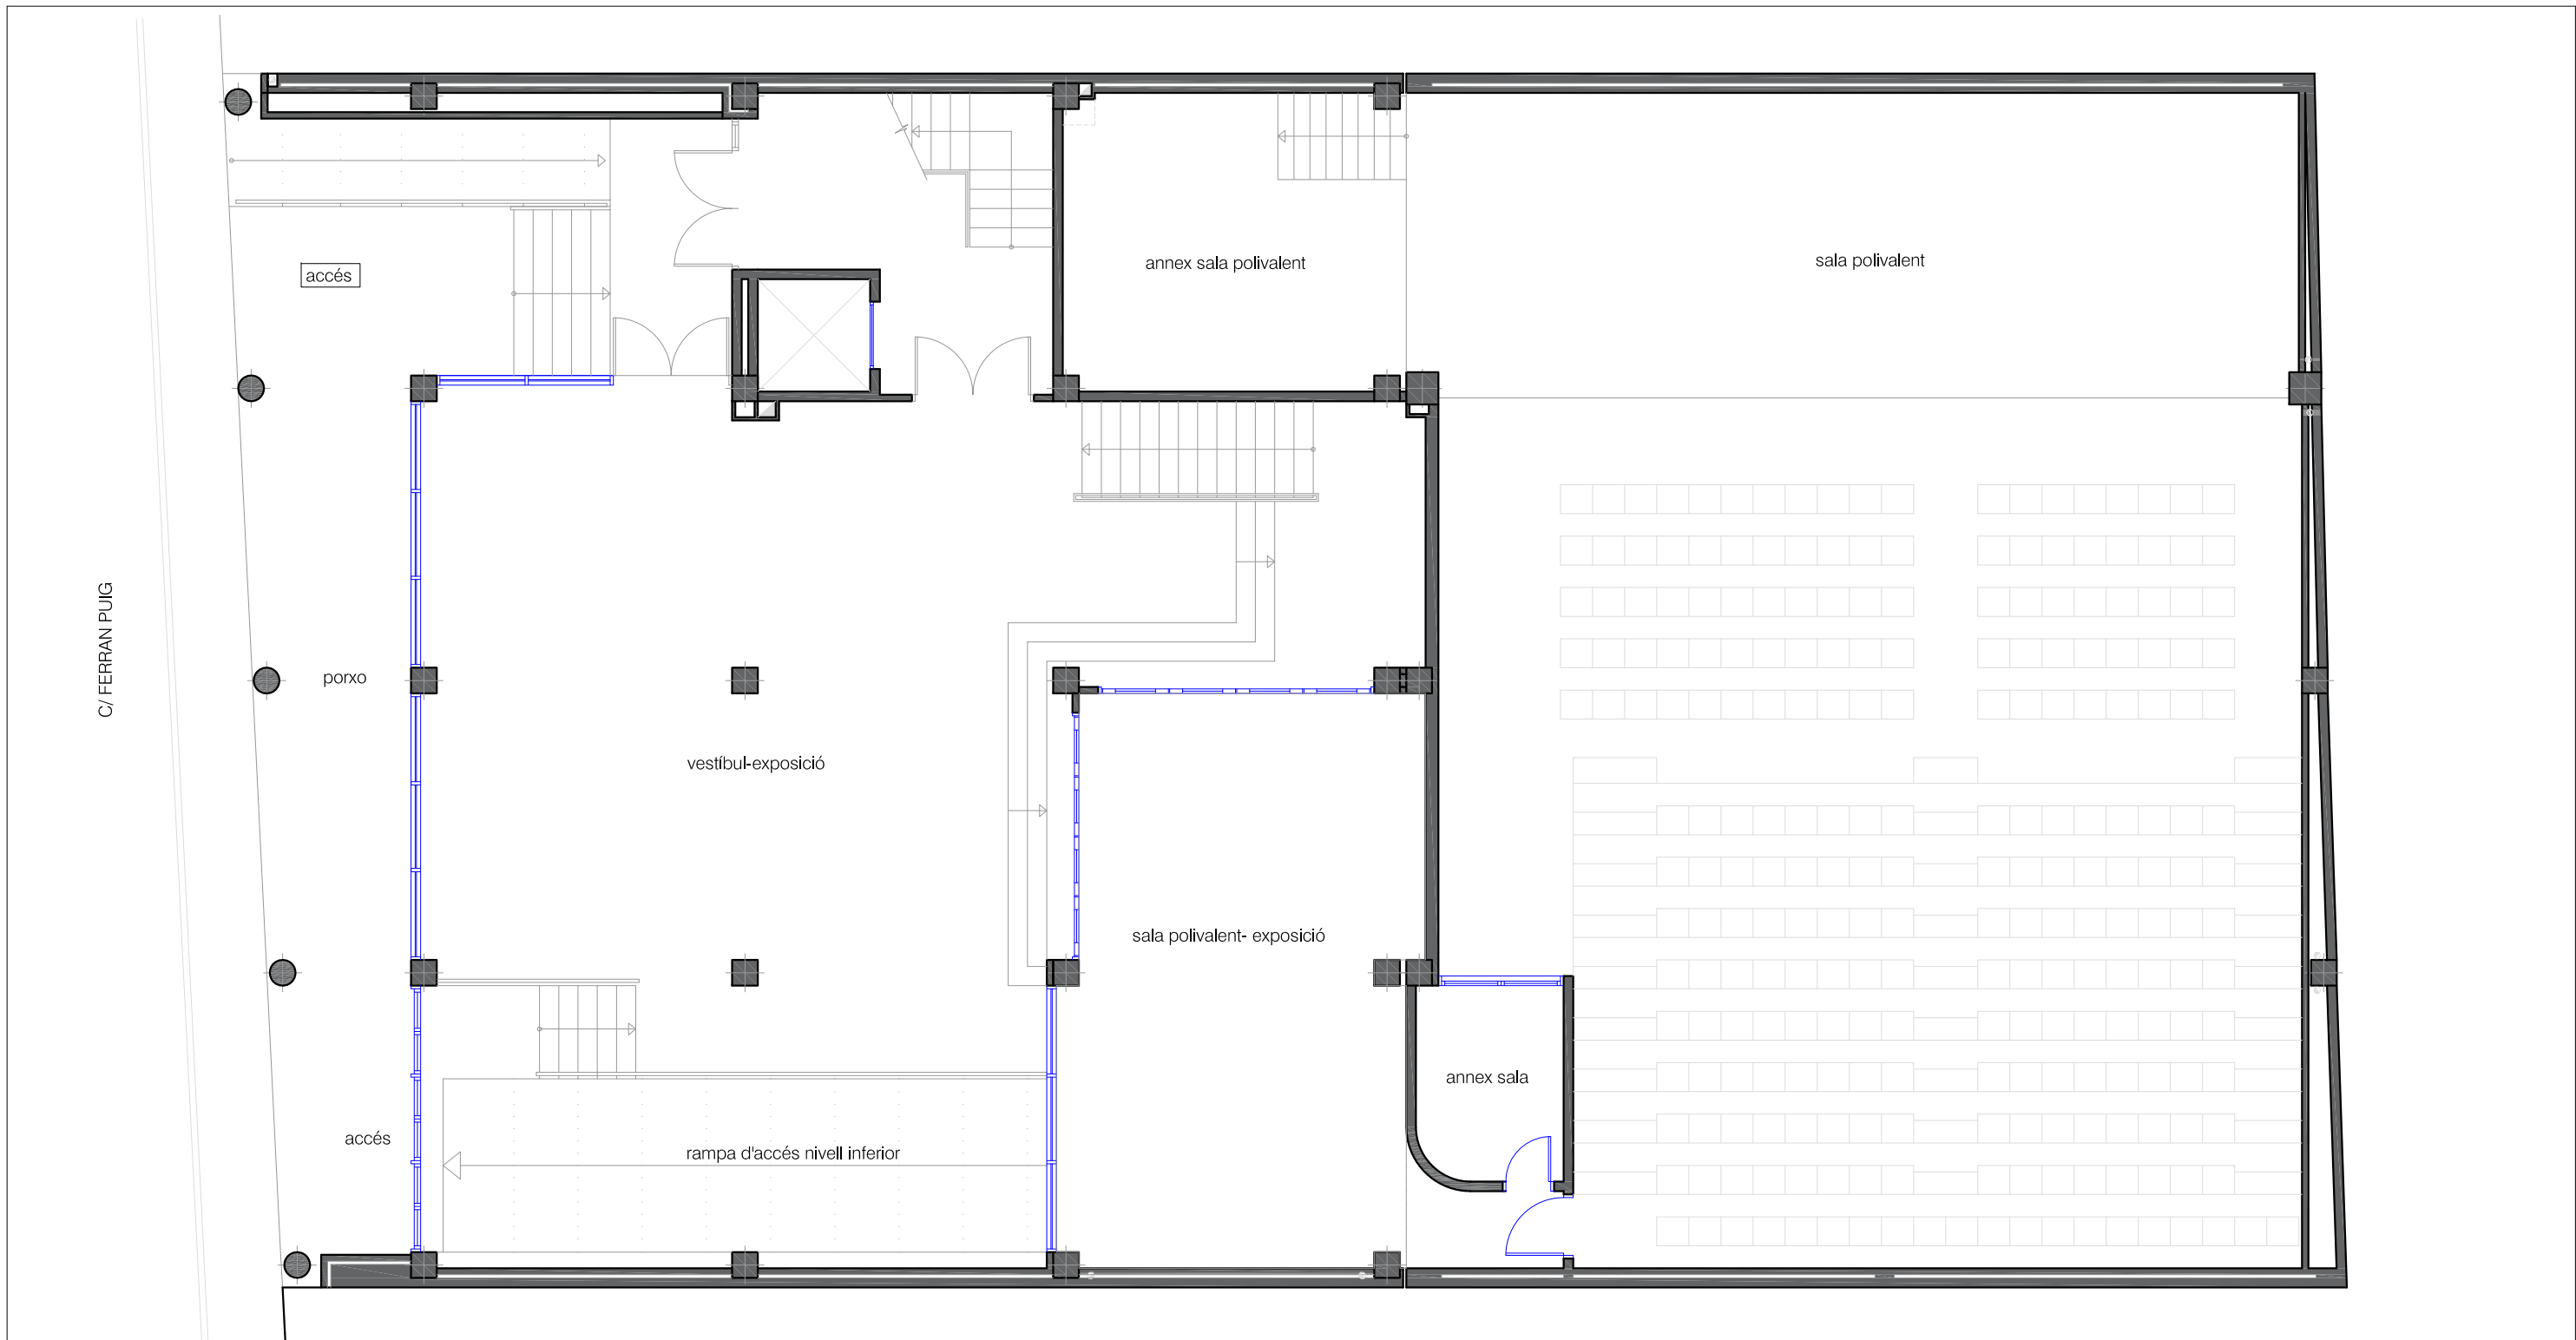 accés
annex sala polivalent
sala polivalent
C/ FERRAN PUIG
porxo
vestíbul-exposició
sala polivalent- exposició
annex sala
accés
rampa d'accés nivell inferior